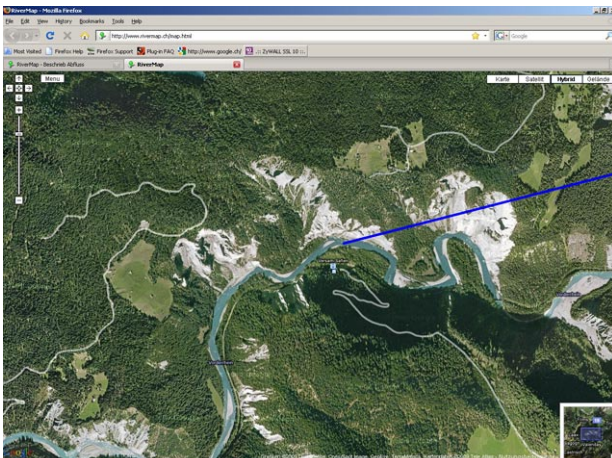 RiverMap - Mozilla Firefox
File Edit View History Bookmarks Tools Help
http://www.rivermap.ch/map.html
Google
Most Visited Firefox Help Firefox Support Plug-in FAQ http://www.google.ch/ .:: ZyWALL SSL 10 ::.
RiverMap - Beschrieb Abfluss RiverMap
Menu Karte Satellit Hybrid Gelände